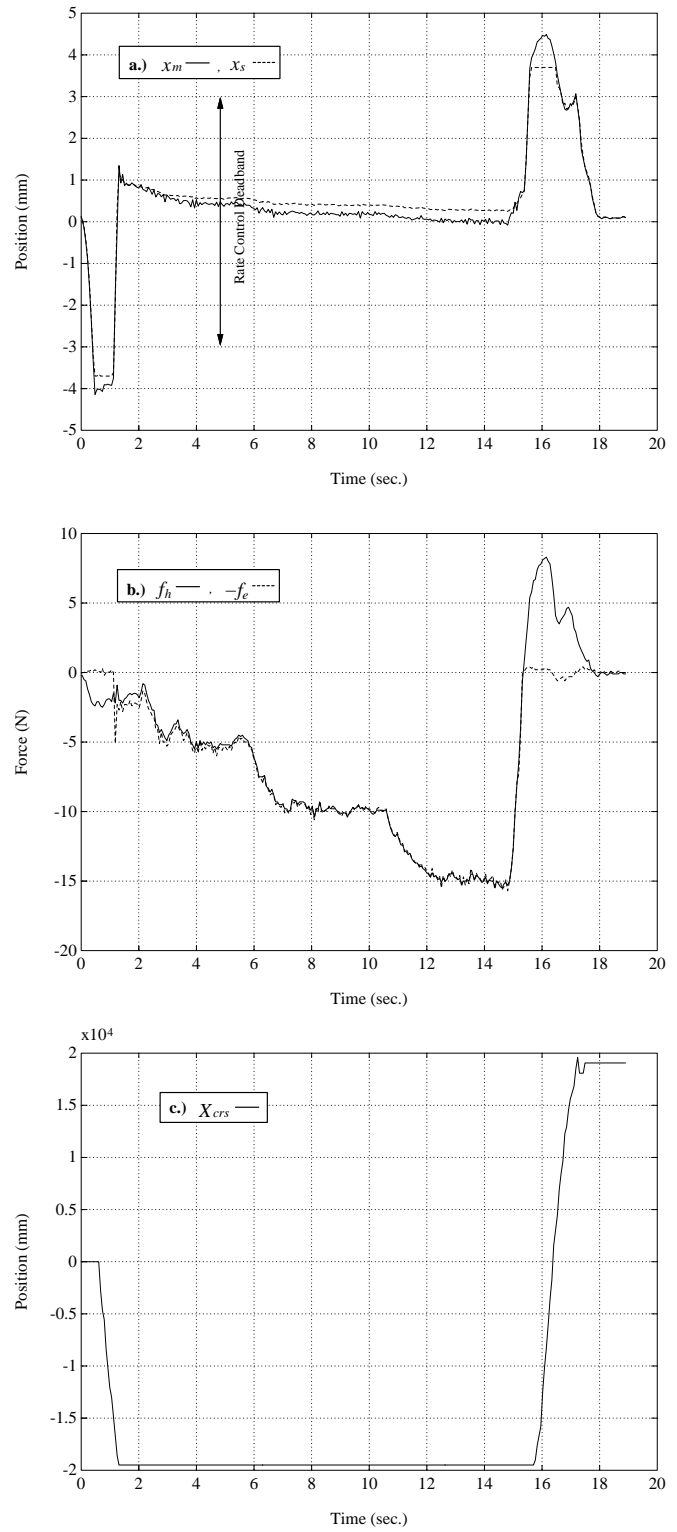 5
4
3
2
1
0
-1
-2
-3
-4
-5
Position (mm)
a.) xm , xs
Rate Control Deadband
0 2 4 6 8 10 12 14 16 18 20
Time (sec.)
10
5
0
-5
-10
-15
-20
Force (N)
b.) fh , –fe
0 2 4 6 8 10 12 14 16 18 20
Time (sec.)
x104
2
1.5
1
0.5
0
-0.5
-1
-1.5
-2
Position (mm)
c.) Xcrs
0 2 4 6 8 10 12 14 16 18 20
Time (sec.)